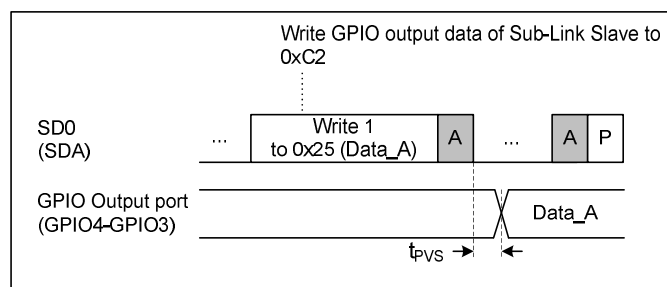 Write GPIO output data of Sub-Link Slave to
0xC2
SD0
(SDA)
...
Write 1
to 0x25 (Data_A)
A
...
A
P
GPIO Output port
(GPIO4-GPIO3)
Data_A
tPVS